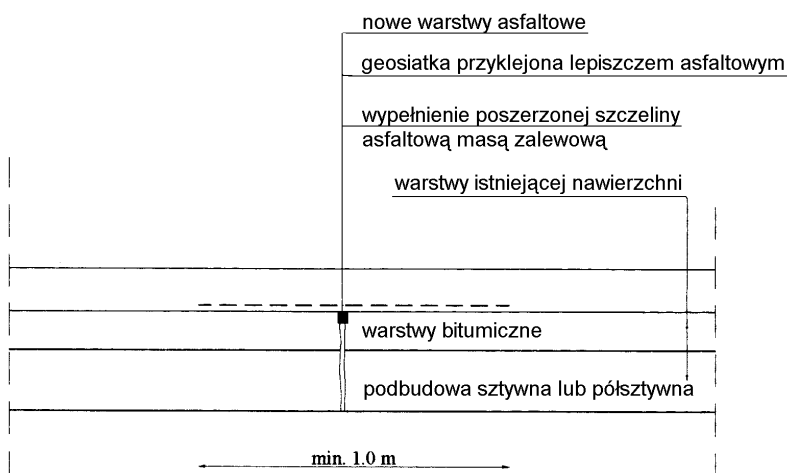 nowe warstwy asfaltowe
geosiatka przyklejona lepiszczem asfaltowym
wypełnienie poszerzonej szczeliny
asfaltową masą zalewową
warstwy istniejącej nawierzchni
warstwy bitumiczne
podbudowa sztywna lub półsztywna
min. 1.0 m